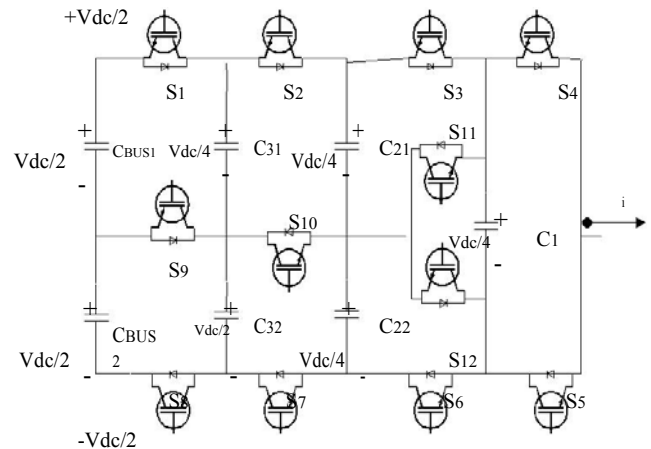 +Vdc/2
S1 S2 S3 S4
S11
+ + +
Vdc/2 CBUS1 Vdc/4 C31 Vdc/4 C21
- - -
S10 + i
Vdc/4 C1
S9 -
+ + +
CBUS Vdc/2 C32 C22
Vdc/2 2 Vdc/4 S12
- - -
S8 S7 S6 S5
-Vdc/2